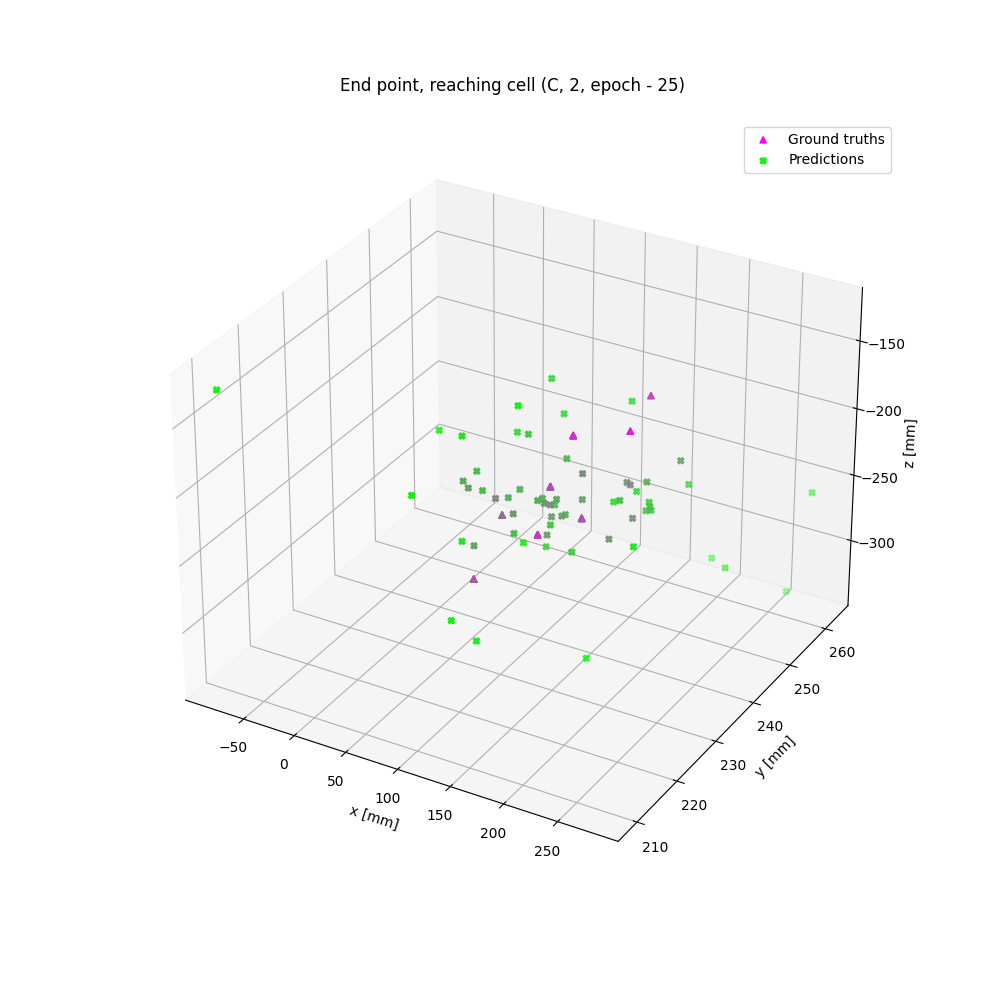 End point, reaching cell (C, 2, epoch - 25)
Ground truths
Predictions
−150
−200
−250
−300
z [mm]
260
250
240
230
220
210
y [mm]
−50
0
50
100
150
200
250
x [mm]